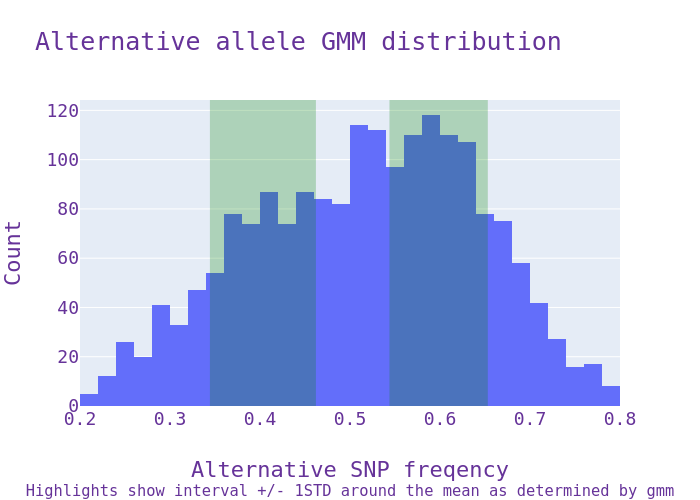 Alternative allele GMM distribution
120
100
80
60
40
20
0
Count
0.2 0.3 0.4 0.5 0.6 0.7 0.8
Alternative SNP freqency
Highlights show interval +/- 1STD around the mean as determined by gmm